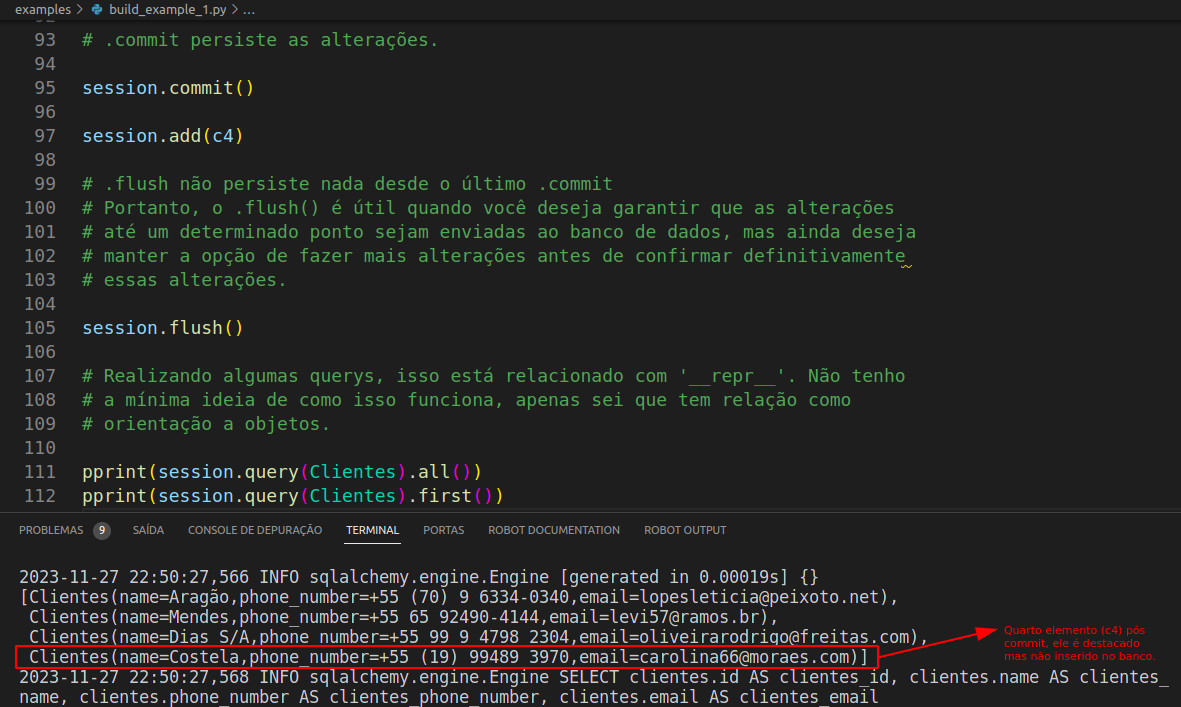 examples > build_example_1.py > ...
92
93 # .commit persiste as alterações.
94
95 session.commit()
96
97 session.add(c4)
98
99 # .flush não persiste nada desde o último .commit
100 # Portanto, o .flush() é útil quando você deseja garantir que as alterações
101 # até um determinado ponto sejam enviadas ao banco de dados, mas ainda deseja
102 # manter a opção de fazer mais alterações antes de confirmar definitivamente
103 # essas alterações.
104
105 session.flush()
106
107 # Realizando algumas querys, isso está relacionado com '__repr__'. Não tenho
108 # a mínima ideia de como isso funciona, apenas sei que tem relação como
109 # orientação a objetos.
110
111 pprint(session.query(Clientes).all())
112 pprint(session.query(Clientes).first())
PROBLEMAS 9 SAÍDA CONSOLE DE DEPURAÇÃO TERMINAL PORTAS ROBOT DOCUMENTATION ROBOT OUTPUT
2023-11-27 22:50:27,566 INFO sqlalchemy.engine.Engine [generated in 0.00019s] {}
[Clientes(name=Aragão,phone_number=+55 (70) 9 6334-0340,email=lopesleticia@peixoto.net),
Clientes(name=Mendes,phone_number=+55 65 92490-4144,email=levi57@ramos.br),
Clientes(name=Dias S/A,phone_number=+55 99 9 4798 2304,email=oliveirarodrigo@freitas.com),
Clientes(name=Costela,phone_number=+55 (19) 99489 3970,email=carolina66@moraes.com)]
Quarto elemento (c4) pós
commit, ele é destacado
mas não inserido no banco.
2023-11-27 22:50:27,568 INFO sqlalchemy.engine.Engine SELECT clientes.id AS clientes_id, clientes.name AS clientes_
name, clientes.phone_number AS clientes_phone_number, clientes.email AS clientes_email